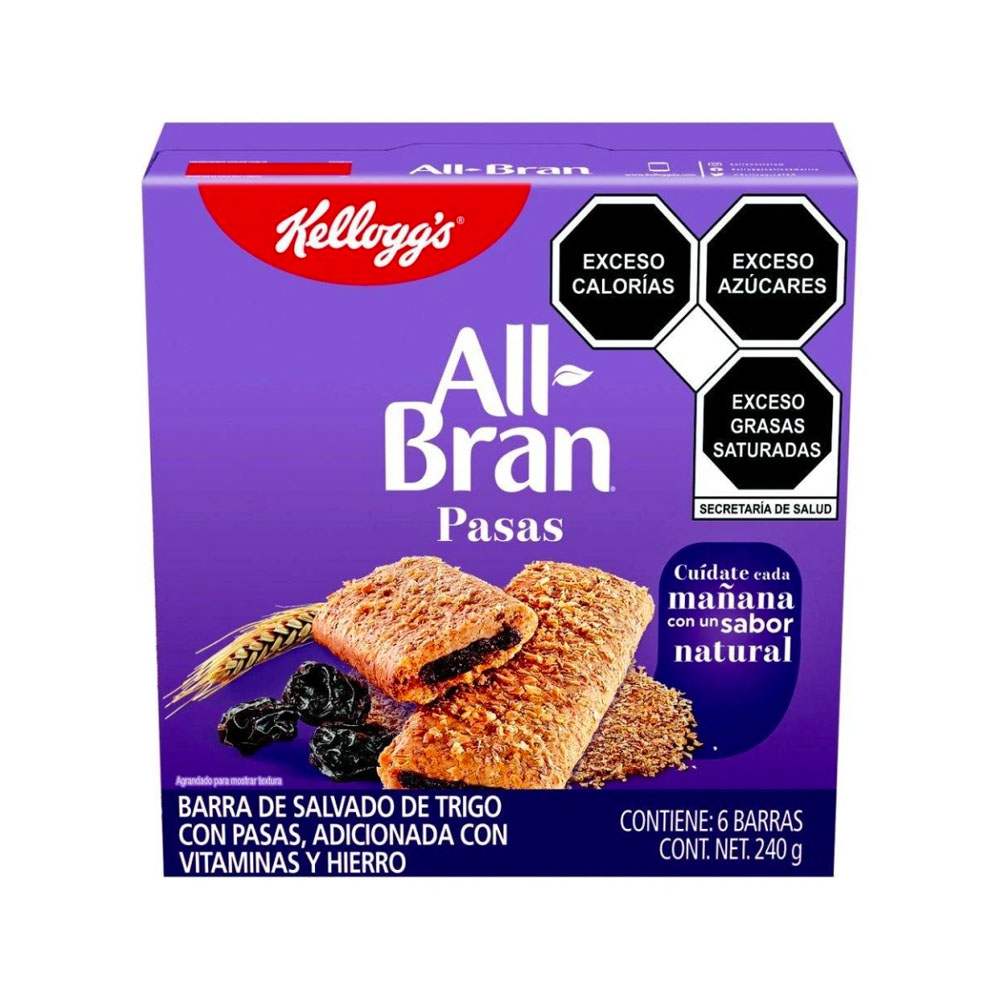 All-Bran
Kellogg's®
EXCESO
CALORÍAS
EXCESO
AZÚCARES
EXCESO
GRASAS
SATURADAS
SECRETARÍA DE SALUD
All-
Bran
Pasas
Cuídate cada
mañana
con un sabor
natural
Agrandado para mostrar textura
BARRA DE SALVADO DE TRIGO
CON PASAS, ADICIONADA CON
VITAMINAS Y HIERRO
CONTIENE: 6 BARRAS
CONT. NET. 240 g